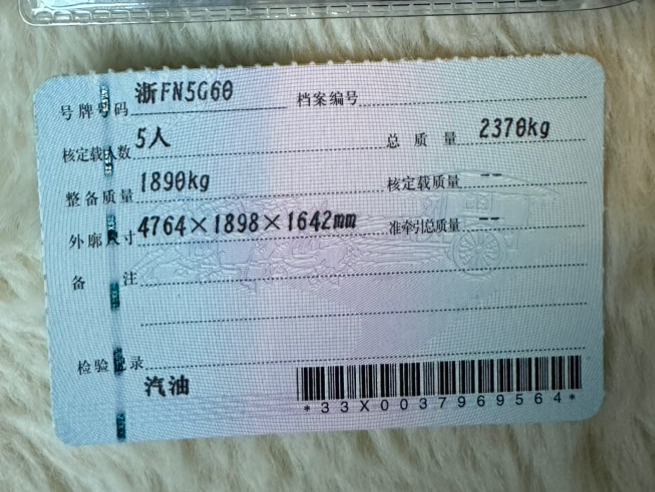 号牌号码 浙FN5G60 档案编号
核定载人数 5人 总质量 2370kg
整备质量 1890kg 核定载质量 --
外廓尺寸 4764×1898×1642mm 准牵引总质量 --
备注
检验记录
汽油
*33X0037969564*